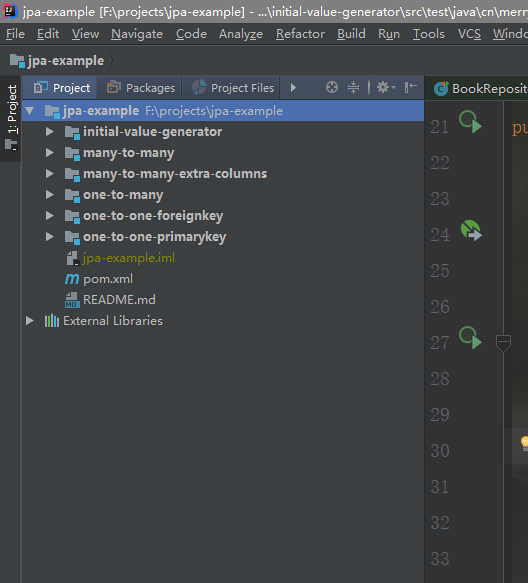 jpa-example [F:\projects\jpa-example] - ...\initial-value-generator\src\test\java\cn\merr
File Edit View Navigate Code Analyze Refactor Build Run Tools VCS Windo
jpa-example
1: Project
Project Packages Project Files
BookReposit
jpa-example F:\projects\jpa-example
initial-value-generator
many-to-many
many-to-many-extra-columns
one-to-many
one-to-one-foreignkey
one-to-one-primarykey
jpa-example.iml
pom.xml
README.md
External Libraries
21 pu
22
23
24
25
26
27
28
29
30
31
32
33